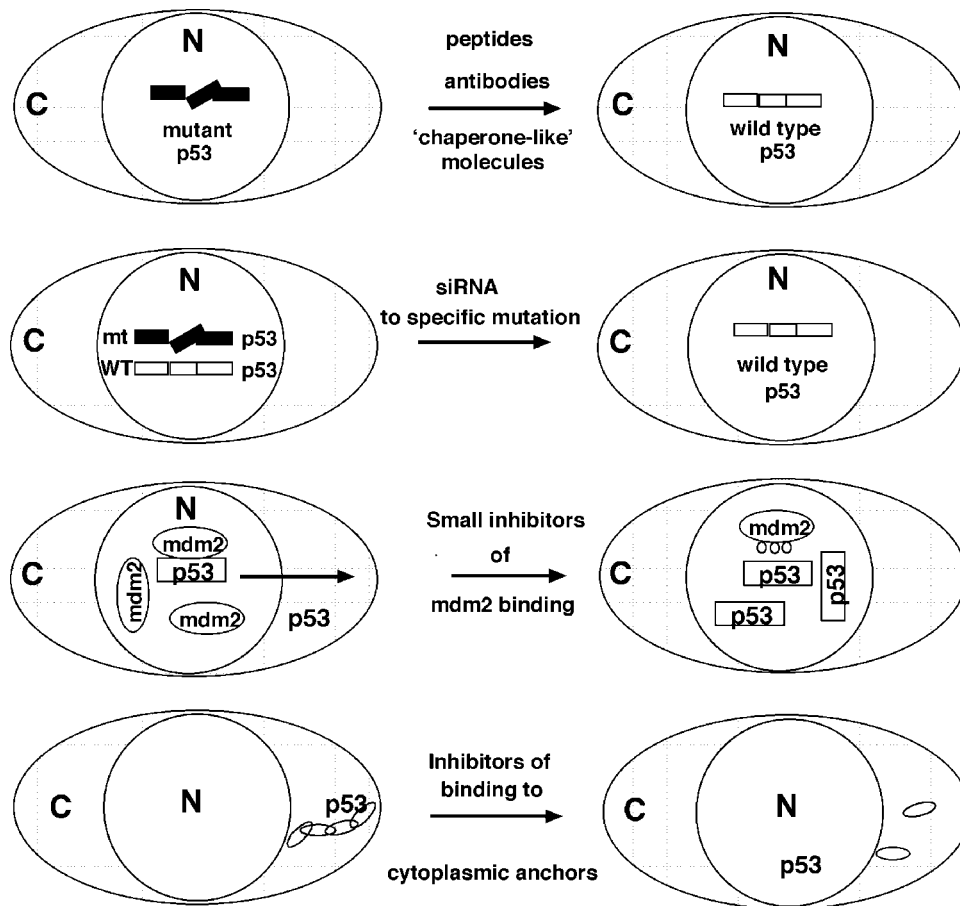 N
C
mutant
p53
peptides
antibodies
‘chaperone-like’
molecules
N
C
wild type
p53
N
C
mt p53
WT p53
siRNA
to specific mutation
N
C
wild type
p53
N
C
mdm2
p53
mdm2
mdm2
p53
Small inhibitors
of
mdm2 binding
N
C
mdm2
p53
p53
p53
C
N
p53
Inhibitors of
binding to
cytoplasmic anchors
C
N
p53